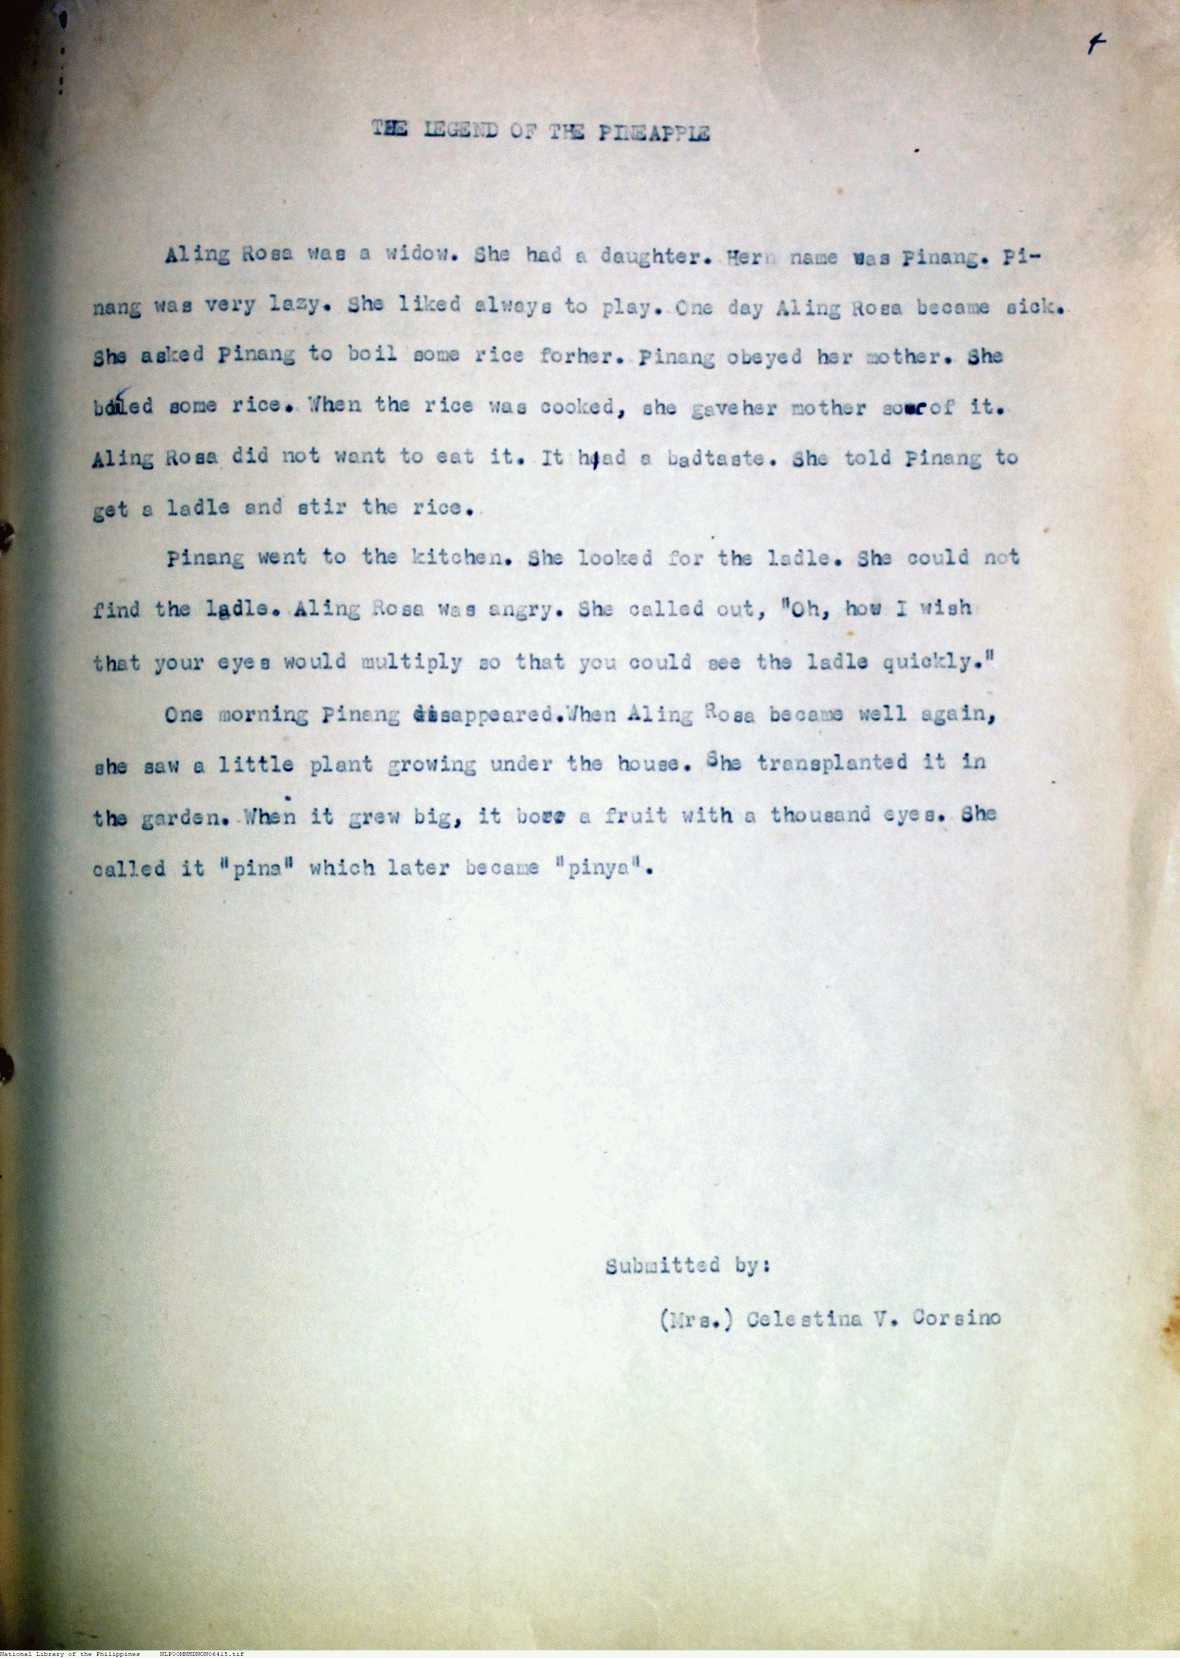 4
THE LEGEND OF THE PINEAPPLE
Aling Rosa was a widow. She had a daughter. Her name was Pinang. Pi-
nang was very lazy. She liked always to play. One day Aling Rosa became sick.
She asked Pinang to boil some rice forher. Pinang obeyed her mother. She
boiled some rice. When the rice was cooked, she gaveher mother of it.
Aling Rosa did not want to eat it. It had a badtaste. She told Pinang to
get a ladle and stir the rice.
Pinang went to the kitchen. She looked for the ladle. She could not
find the ladle. Aling Rosa was angry. She called out, "Oh, how I wish
that your eyes would multiply so that you could see the ladle quickly."
One morning Pinang disappeared.When Aling Rosa became well again,
she saw a little plant growing under the house. She transplanted it in
the garden. When it grew big, it bore a fruit with a thousand eyes. She
called it "pina" which later became "pinya".
Submitted by:
(Mrs.) Celestina V. Corsino
National Library of the Philippines